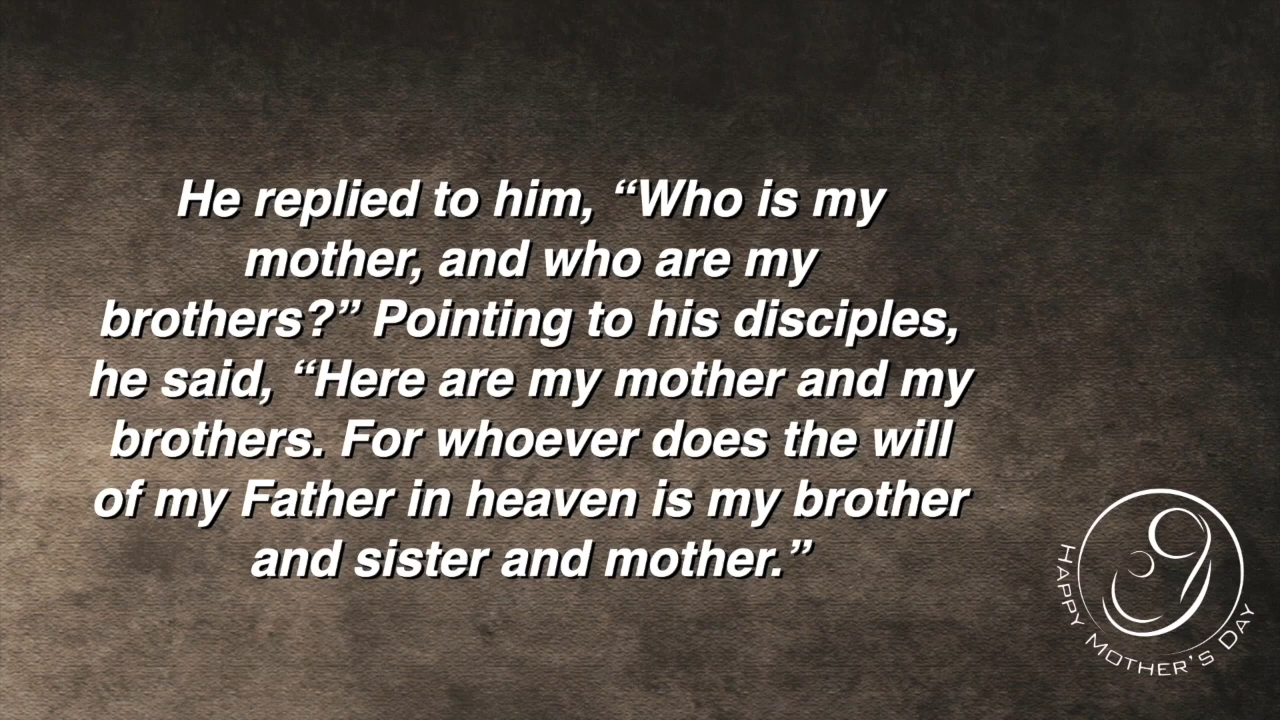 He replied to him, “Who is my
mother, and who are my
brothers?” Pointing to his disciples,
he said, “Here are my mother and my
brothers. For whoever does the will
of my Father in heaven is my brother
and sister and mother.”
HAPPY MOTHER'S DAY